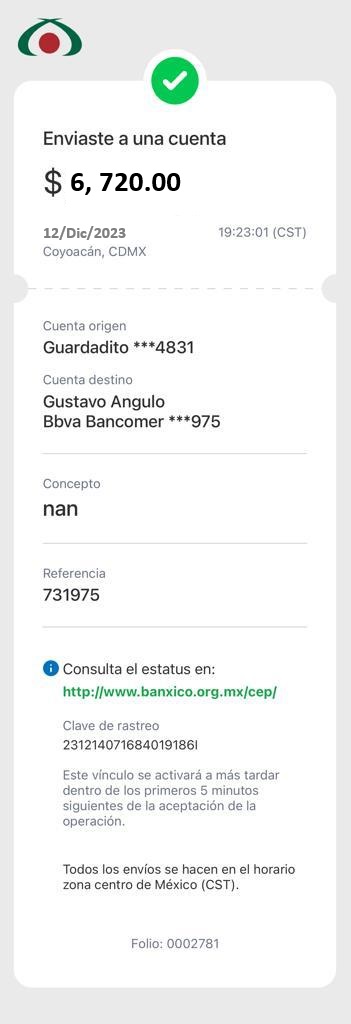 Enviaste a una cuenta
$ 6, 720.00
12/Dic/2023 19:23:01 (CST)
Coyoacán, CDMX
Cuenta origen
Guardadito ***4831
Cuenta destino
Gustavo Angulo
Bbva Bancomer ***975
Concepto
nan
Referencia
731975
Consulta el estatus en:
http://www.banxico.org.mx/cep/
Clave de rastreo
231214071684019186I
Este vínculo se activará a más tardar
dentro de los primeros 5 minutos
siguientes de la aceptación de la
operación.
Todos los envíos se hacen en el horario
zona centro de México (CST).
Folio: 0002781